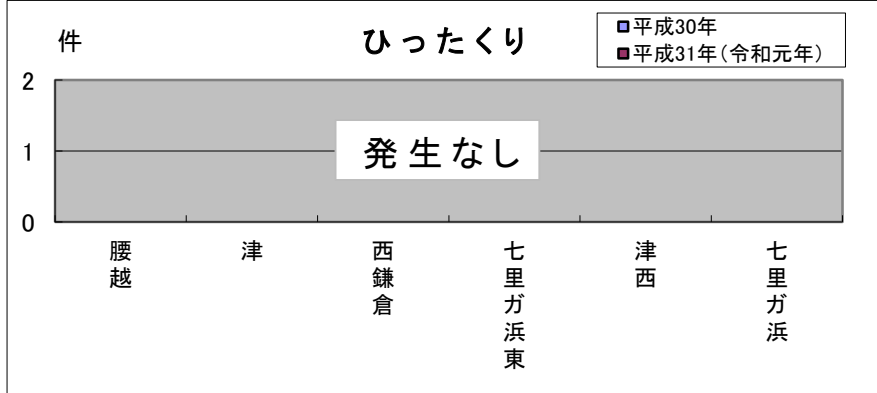 件
ひったくり
平成30年
平成31年(令和元年)
2
1
0
発生なし
腰越
津
西鎌倉
七里ガ浜東
津西
七里ガ浜